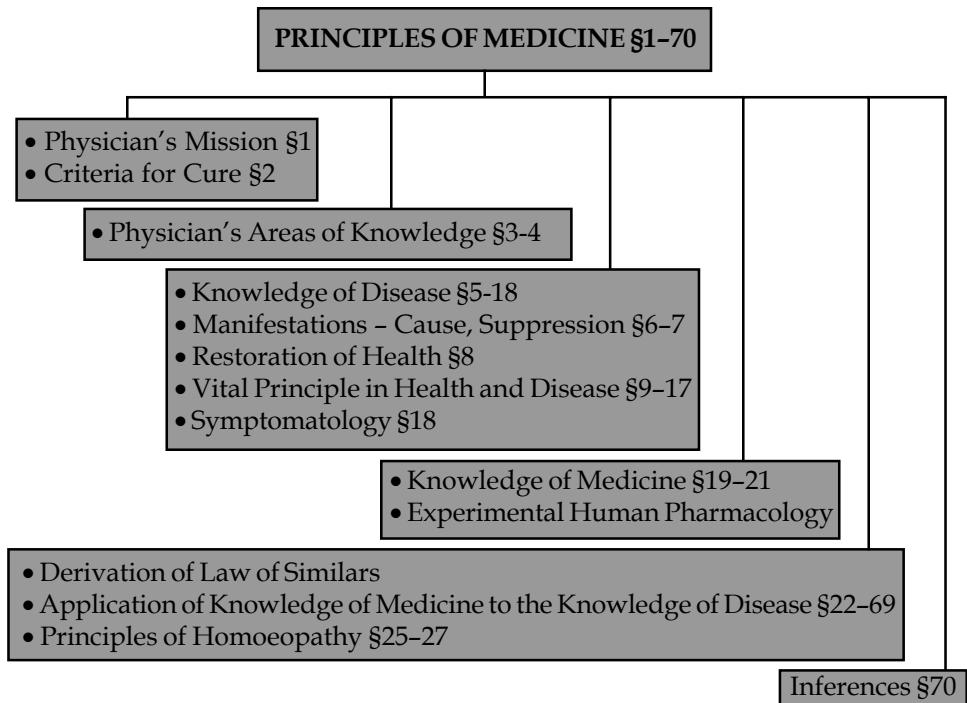 PRINCIPLES OF MEDICINE §1–70
• Physician’s Mission §1
• Criteria for Cure §2
• Physician’s Areas of Knowledge §3-4
• Knowledge of Disease §5-18
• Manifestations – Cause, Suppression §6–7
• Restoration of Health §8
• Vital Principle in Health and Disease §9–17
• Symptomatology §18
• Knowledge of Medicine §19–21
• Experimental Human Pharmacology
• Derivation of Law of Similars
• Application of Knowledge of Medicine to the Knowledge of Disease §22–69
• Principles of Homoeopathy §25–27
Inferences §70